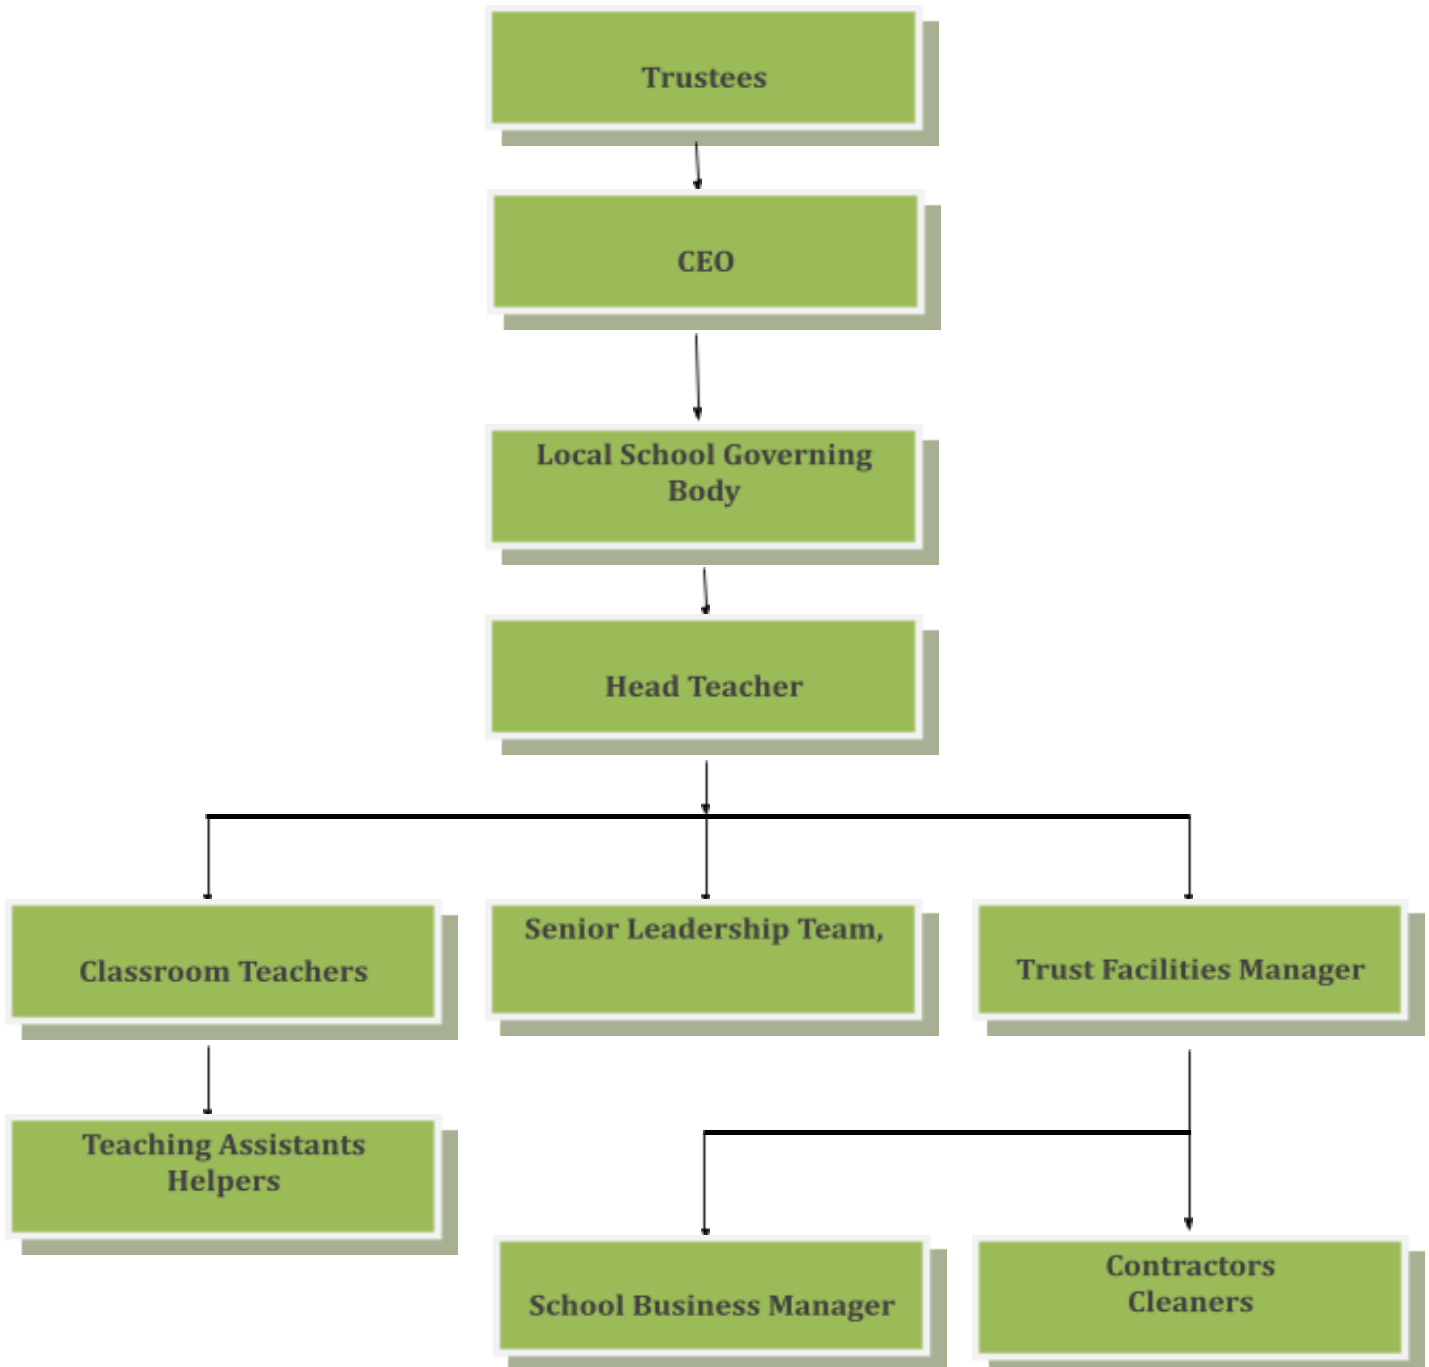 Trustees
CEO
Local School Governing
Body
Head Teacher
Classroom Teachers
Senior Leadership Team,
Trust Facilities Manager
Teaching Assistants
Helpers
School Business Manager
Contractors
Cleaners